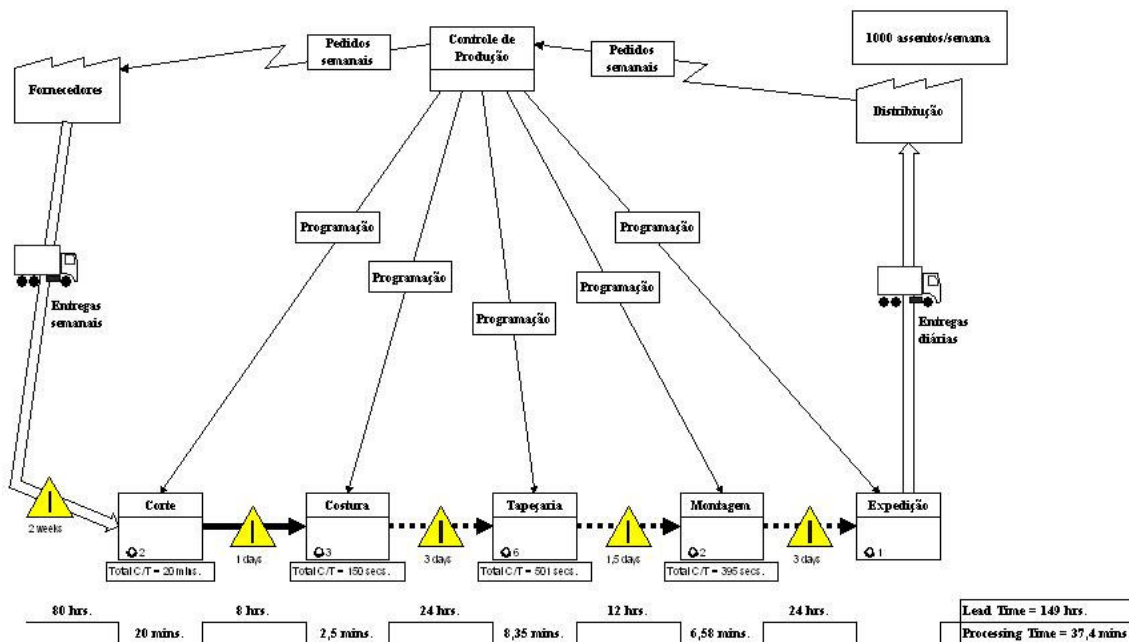 Controle de
Produção
1000 assentos/semana
Pedidos
semanais
Pedidos
semanais
Fornecedores
Distribiução
Programação
Programação
Programação
Programação
Programação
Entregas
semanais
Entregas
diárias
2 weeks
Corte
2
Total C/T = 20 mins.
1 days
Costura
3
Total C/T = 150 secs.
3 days
Tapeçaria
6
Total C/T = 501 secs.
1,5 days
Montagem
2
Total C/T = 395 secs.
3 days
Expedição
1
80 hrs.
8 hrs.
24 hrs.
12 hrs.
24 hrs.
Lead Time = 149 hrs.
20 mins.
2,5 mins.
8,35 mins.
6,58 mins.
Processing Time = 37,4 mins